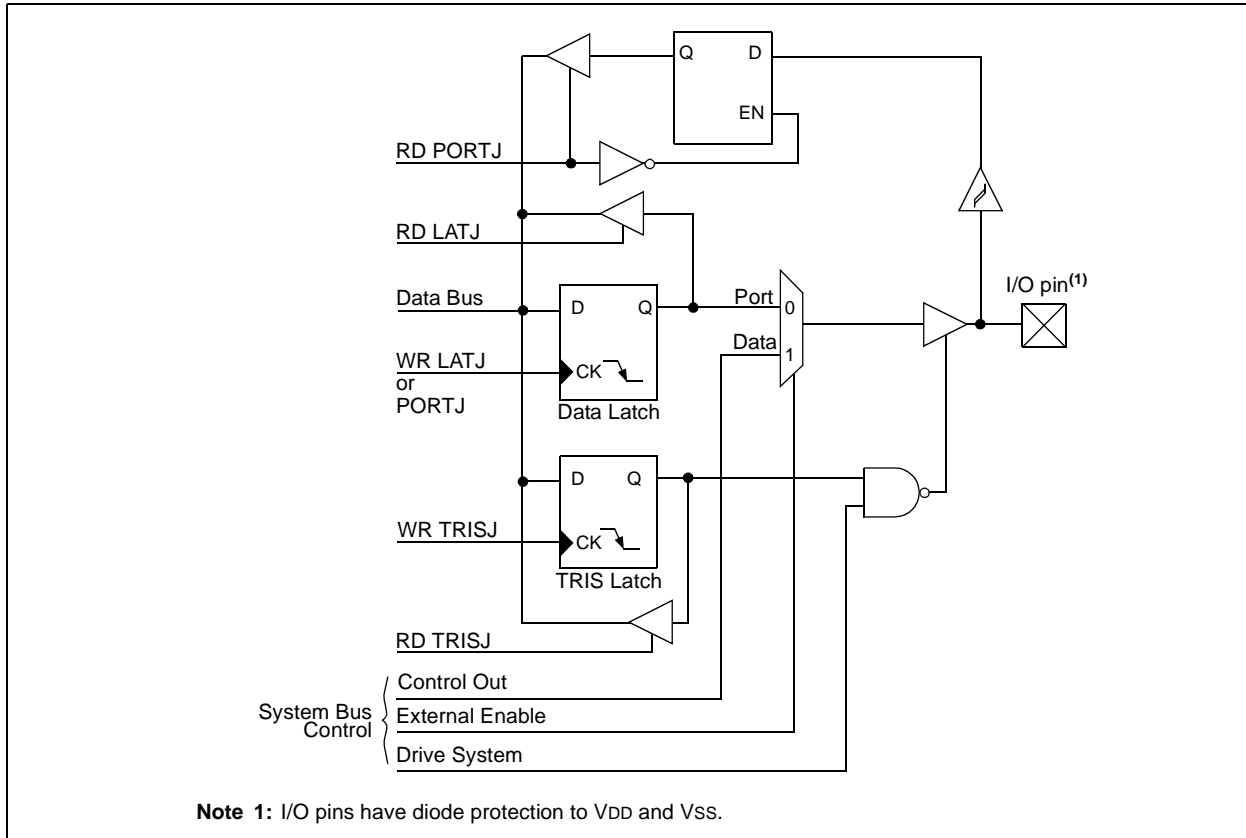 Q D
EN
RD PORTJ
RD LATJ
I/O pin(1)
Data Bus
D Q
Port
0
Data
1
WR LATJ
or
PORTJ
CK
Data Latch
D Q
WR TRISJ
CK
TRIS Latch
RD TRISJ
Control Out
System Bus
Control
External Enable
Drive System
Note 1: I/O pins have diode protection to VDD and VSS.